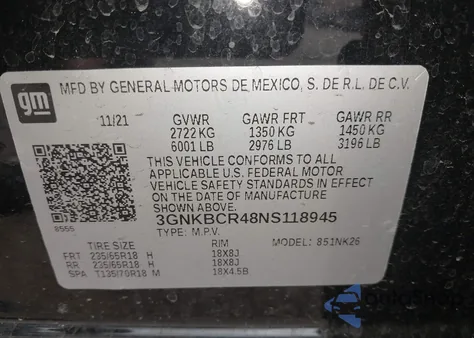 gm
MFD BY GENERAL MOTORS DE MEXICO, S. DE R.L. DE C.V.
11/21 GVWR GAWR FRT GAWR RR
2722 KG 1350 KG 1450 KG
6001 LB 2976 LB 3196 LB
THIS VEHICLE CONFORMS TO ALL
APPLICABLE U.S. FEDERAL MOTOR
VEHICLE SAFETY STANDARDS IN EFFECT
ON THE DATE OF MANUFACTURE
SHOWN ABOVE.
3GNKBCR48NS118945
8555 TYPE: M.P.V.
TIRE SIZE RIM MODEL: 851NK26
FRT 235/65R18 H 18X8J
RR 235/65R18 H 18X8J
SPA T135/70R18 M 18X4.5B
AutoShop